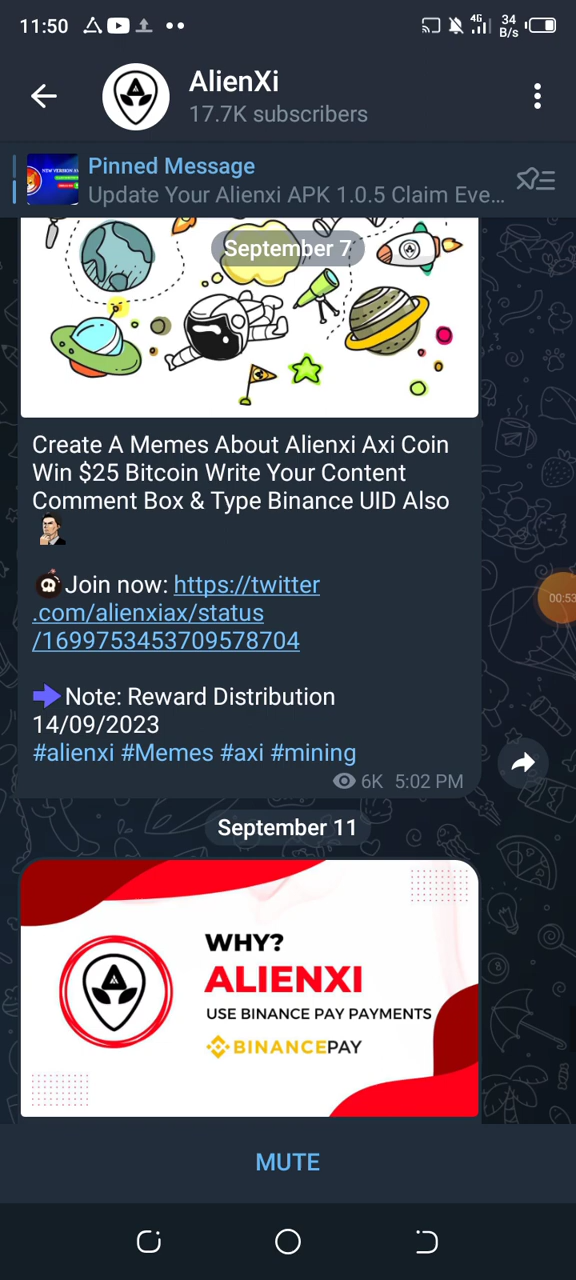 11:50
4G
34
B/s
AlienXi
17.7K subscribers
Pinned Message
Update Your Alienxi APK 1.0.5 Claim Eve...
September 7
Create A Memes About Alienxi Axi Coin
Win $25 Bitcoin Write Your Content
Comment Box & Type Binance UID Also
Join now: https://twitter
.com/alienxiax/status
/1699753453709578704
00:53
Note: Reward Distribution
14/09/2023
#alienxi #Memes #axi #mining
6K 5:02 PM
September 11
WHY?
ALIENXI
USE BINANCE PAY PAYMENTS
BINANCEPAY
MUTE